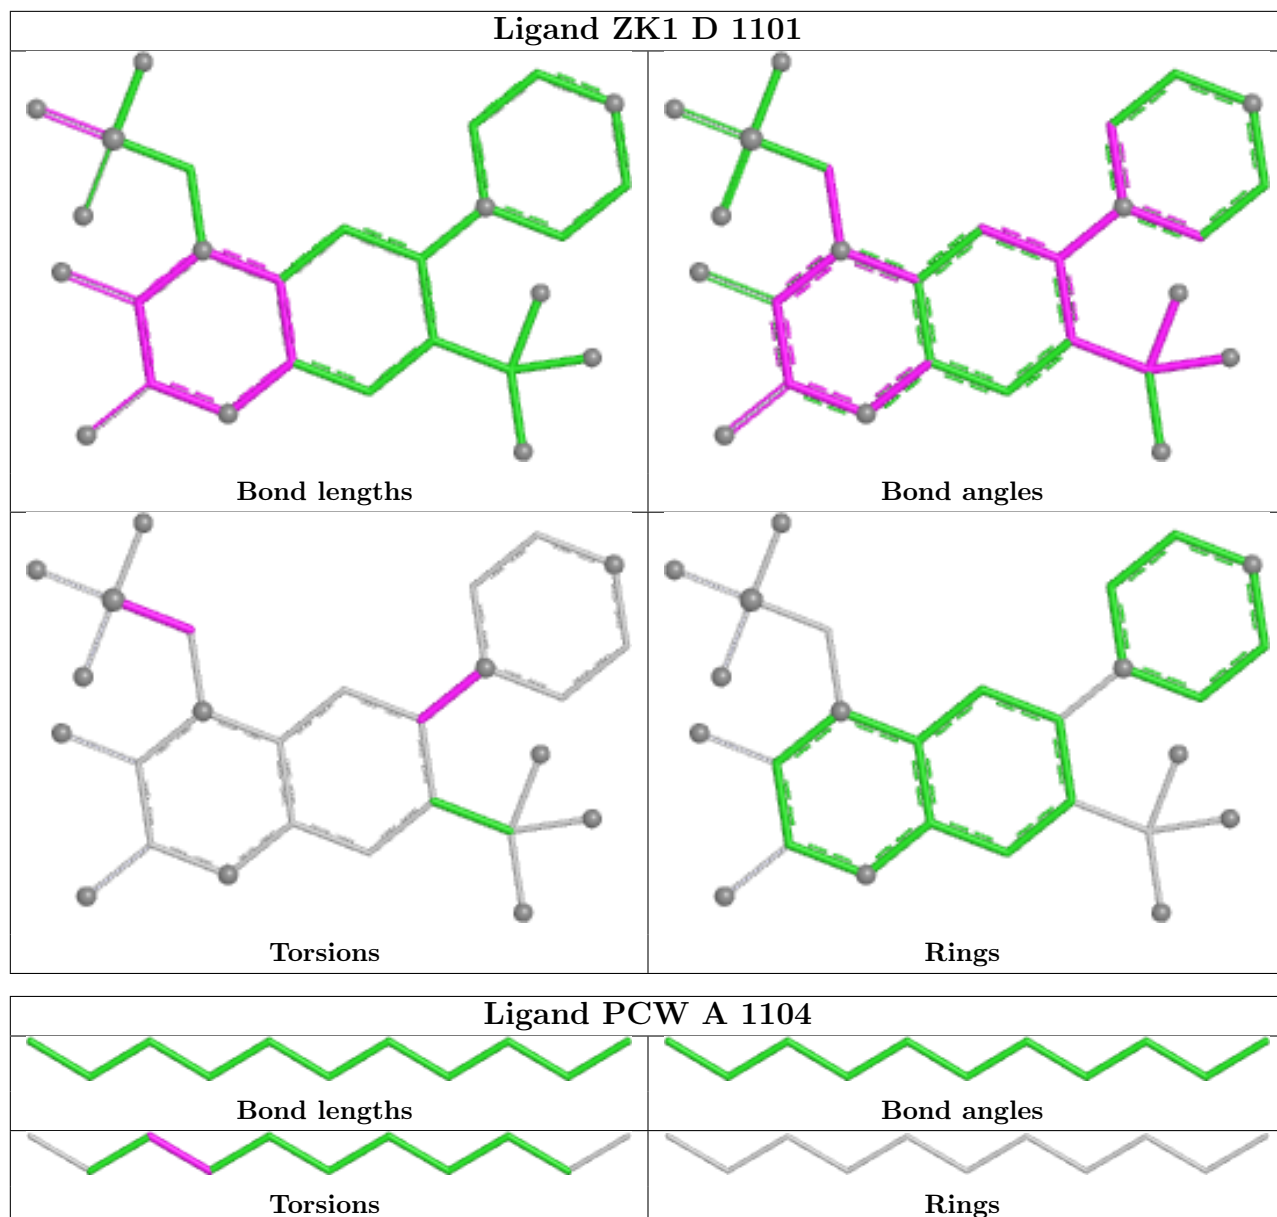 Ligand ZK1 D 1101
Bond lengths
Bond angles
Torsions
Rings
Ligand PCW A 1104
Bond lengths
Bond angles
Torsions
Rings